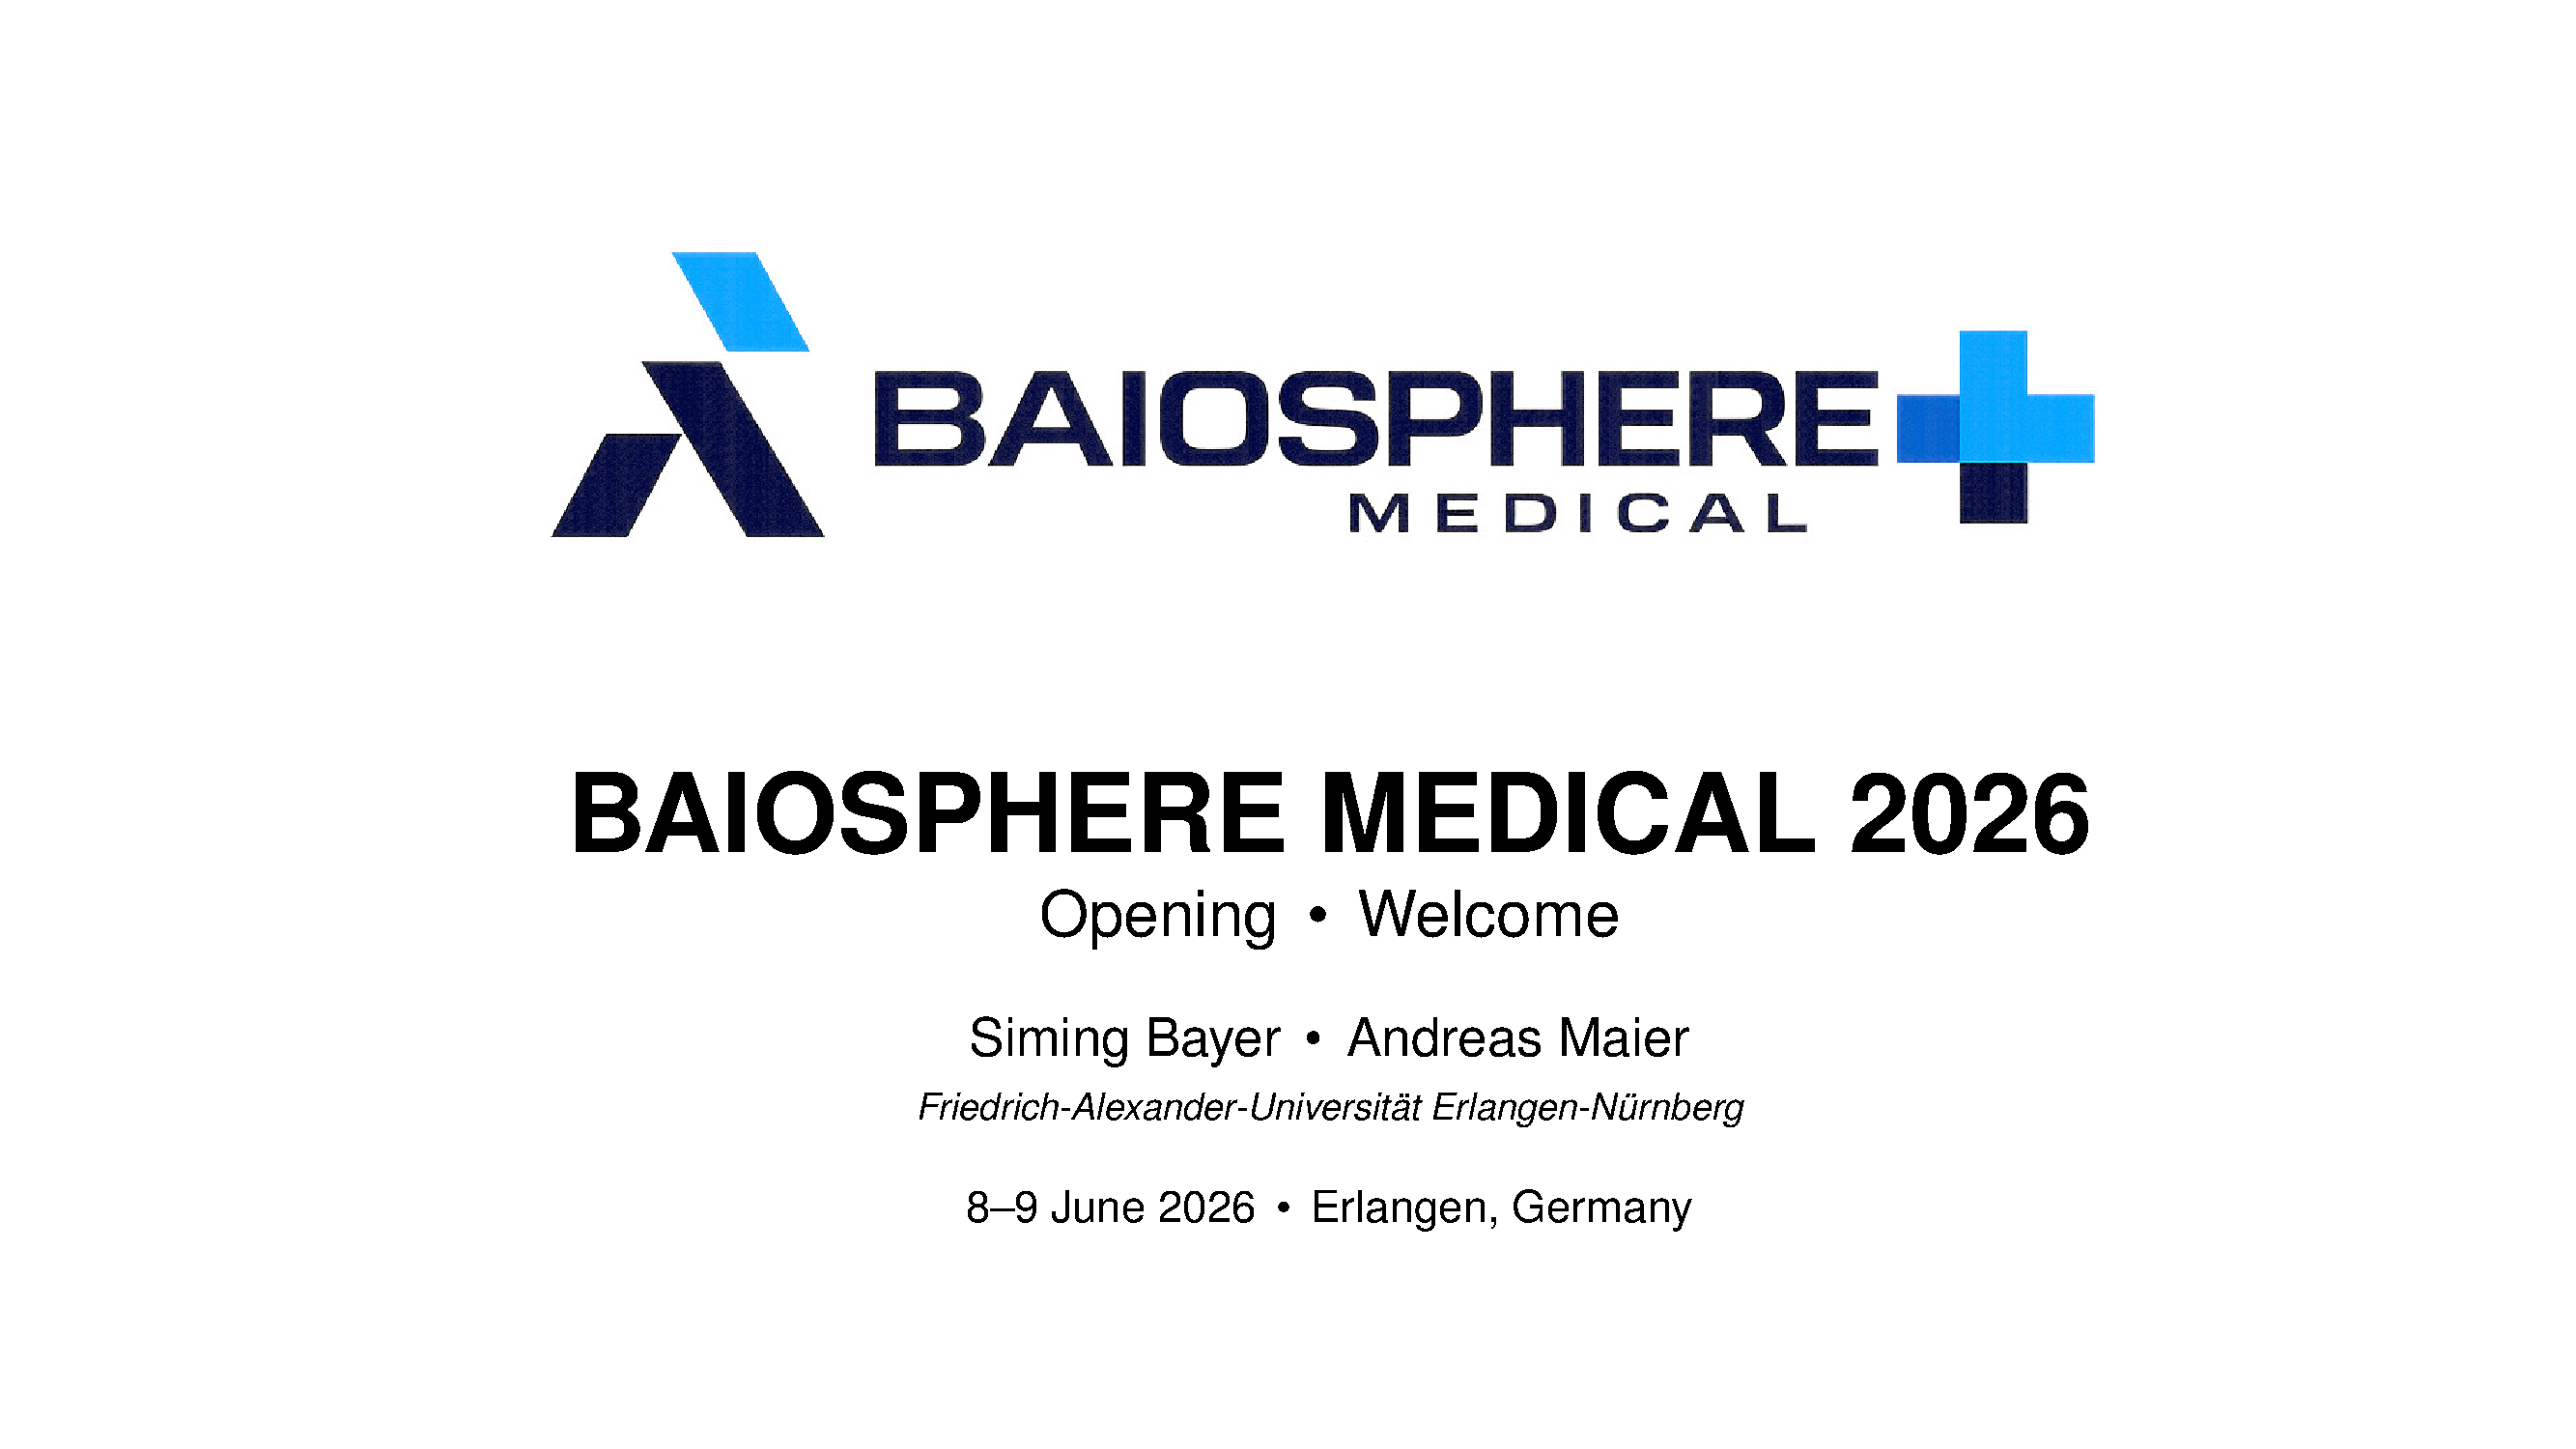 BAIOSPHERE
MEDICAL
BAIOSPHERE MEDICAL 2026
Opening • Welcome
Siming Bayer • Andreas Maier
Friedrich-Alexander-Universität Erlangen-Nürnberg
8–9 June 2026 • Erlangen, Germany